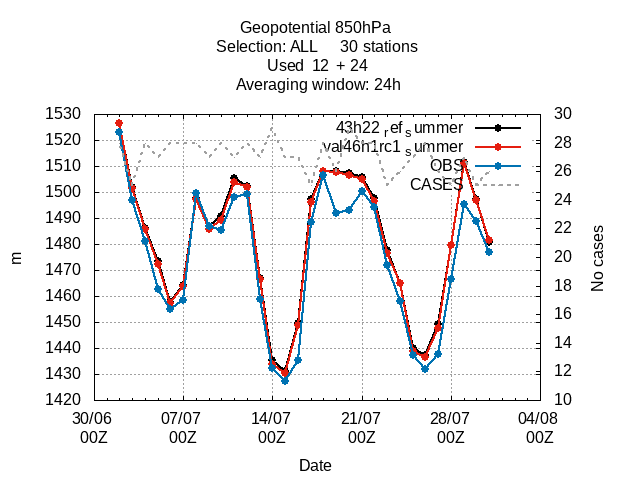 Geopotential 850hPa
Selection: ALL 30 stations
Used 12 + 24
Averaging window: 24h
1530
1520
1510
1500
1490
1480
1470
1460
1450
1440
1430
1420
m
43h22 refsummer
val46h1rc1 summer
OBS
CASES
30
28
26
24
22
20
18
16
14
12
10
No cases
30/06 07/07 14/07 21/07 28/07 04/08
00Z 00Z 00Z 00Z 00Z 00Z
Date